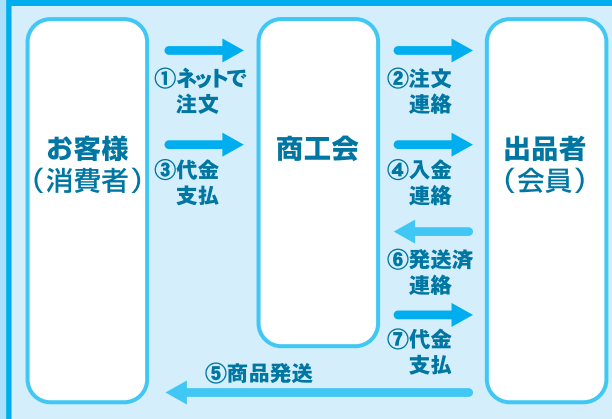 お客様
（消費者）
①ネットで
注文
③代金
支払
商工会
②注文
連絡
④入金
連絡
⑥発送済
連絡
⑦代金
支払
出品者
（会員）
⑤商品発送